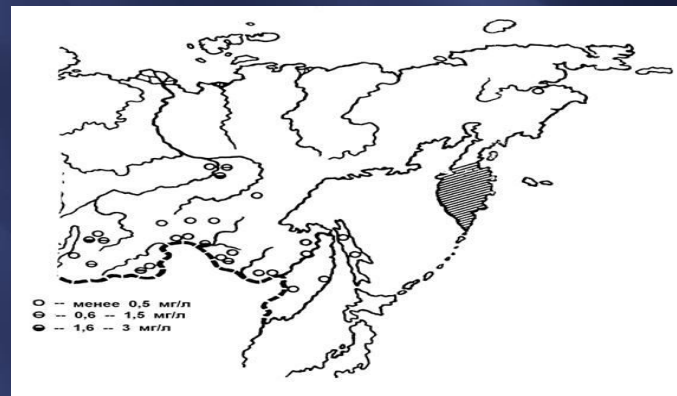 -- менее 0,5 мг/л
-- 0,6 -- 1,5 мг/л
-- 1,6 -- 3 мг/л